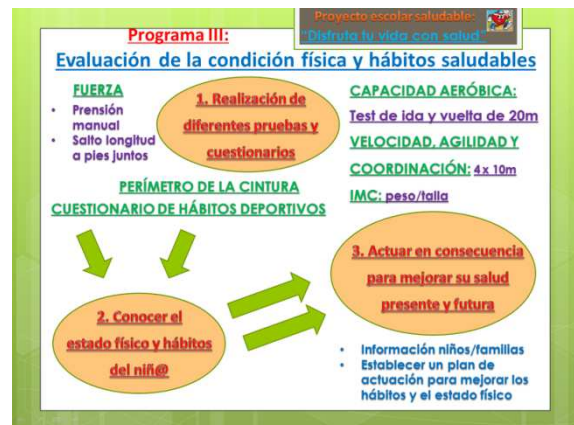 Proyecto escolar saludable:
"Disfruta tu vida con salud"
Programa III:
Evaluación de la condición física y hábitos saludables
FUERZA
• Prensión
manual
• Salto longitud
a pies juntos
1. Realización de
diferentes pruebas y
cuestionarios
CAPACIDAD AERÓBICA:
Test de ida y vuelta de 20m
VELOCIDAD, AGILIDAD Y
COORDINACIÓN: 4 x 10m
IMC: peso/talla
PERÍMETRO DE LA CINTURA
CUESTIONARIO DE HÁBITOS DEPORTIVOS
2. Conocer el
estado físico y hábitos
del niñ@
3. Actuar en consecuencia
para mejorar su salud
presente y futura
• Información niños/familias
• Establecer un plan de
actuación para mejorar los
hábitos y el estado físico